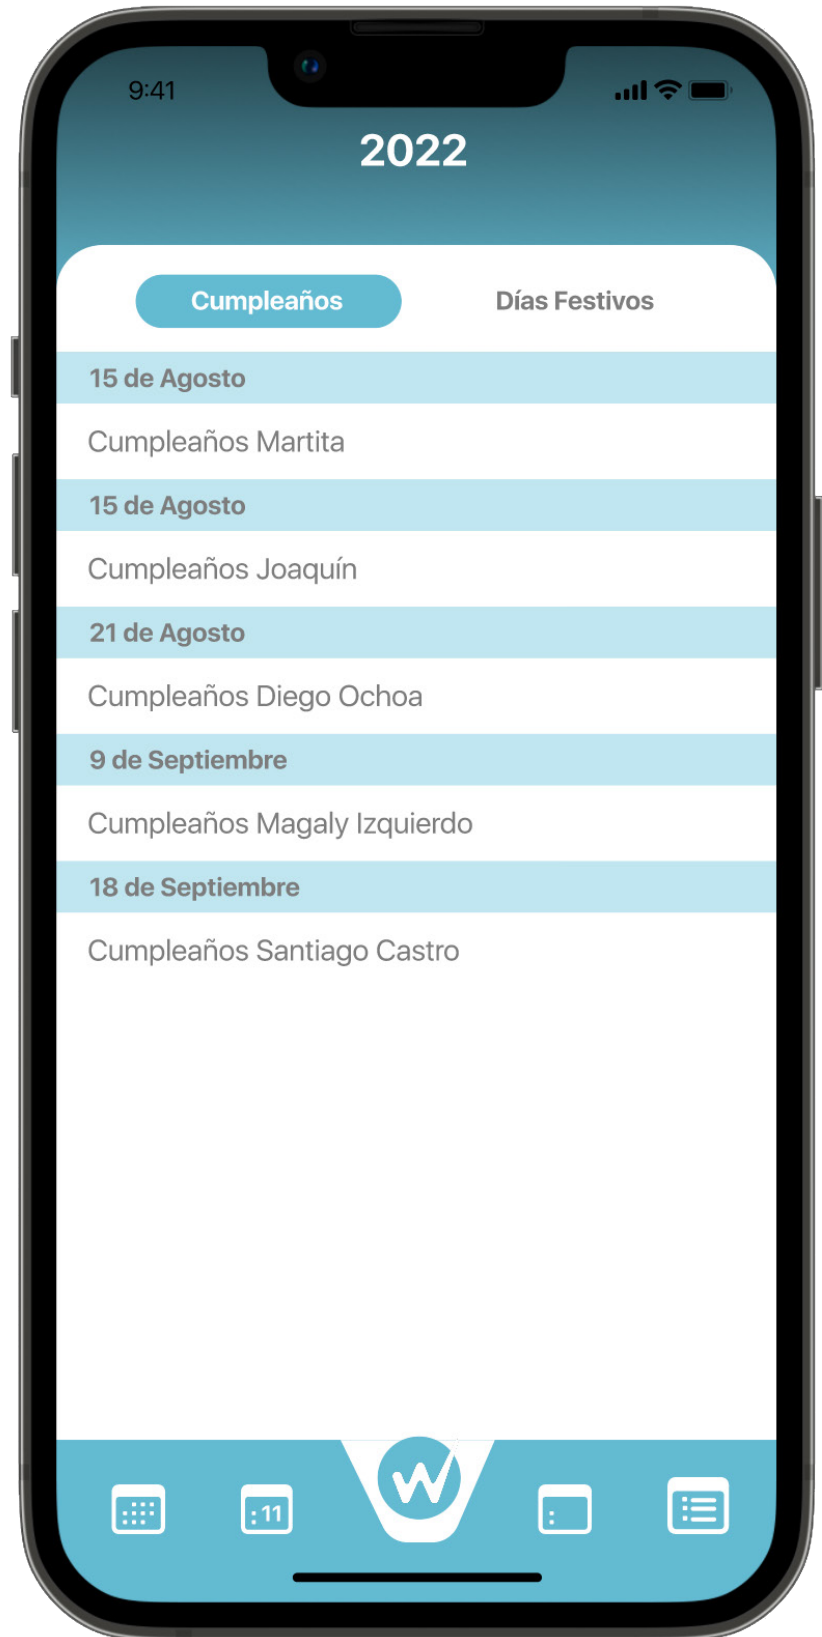 9:41
2022
Cumpleaños Días Festivos
15 de Agosto
Cumpleaños Martita
15 de Agosto
Cumpleaños Joaquín
21 de Agosto
Cumpleaños Diego Ochoa
9 de Septiembre
Cumpleaños Magaly Izquierdo
18 de Septiembre
Cumpleaños Santiago Castro
:11 W :